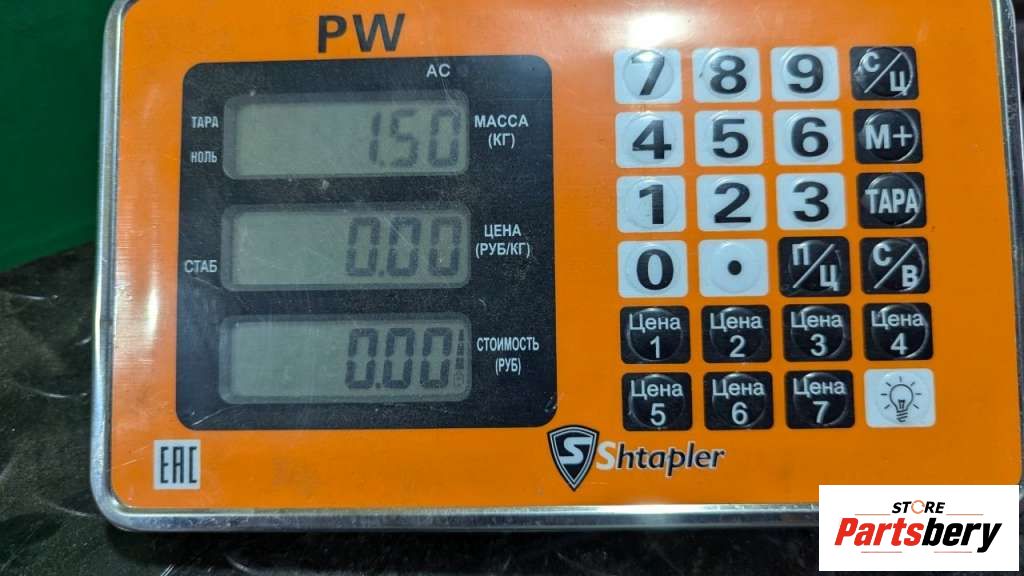 PW
AC
ТАРА
НОЛЬ
1.50
МАССА
(КГ)
СТАБ
0.00
ЦЕНА
(РУБ/КГ)
0.00
СТОИМОСТЬ
(РУБ)
7 8 9 С/Ц
4 5 6 М+
1 2 3 ТАРА
0 . П/Ц С/В
Цена 1
Цена 2
Цена 3
Цена 4
Цена 5
Цена 6
Цена 7
EAC
S Shtapler
STORE
Partsbery